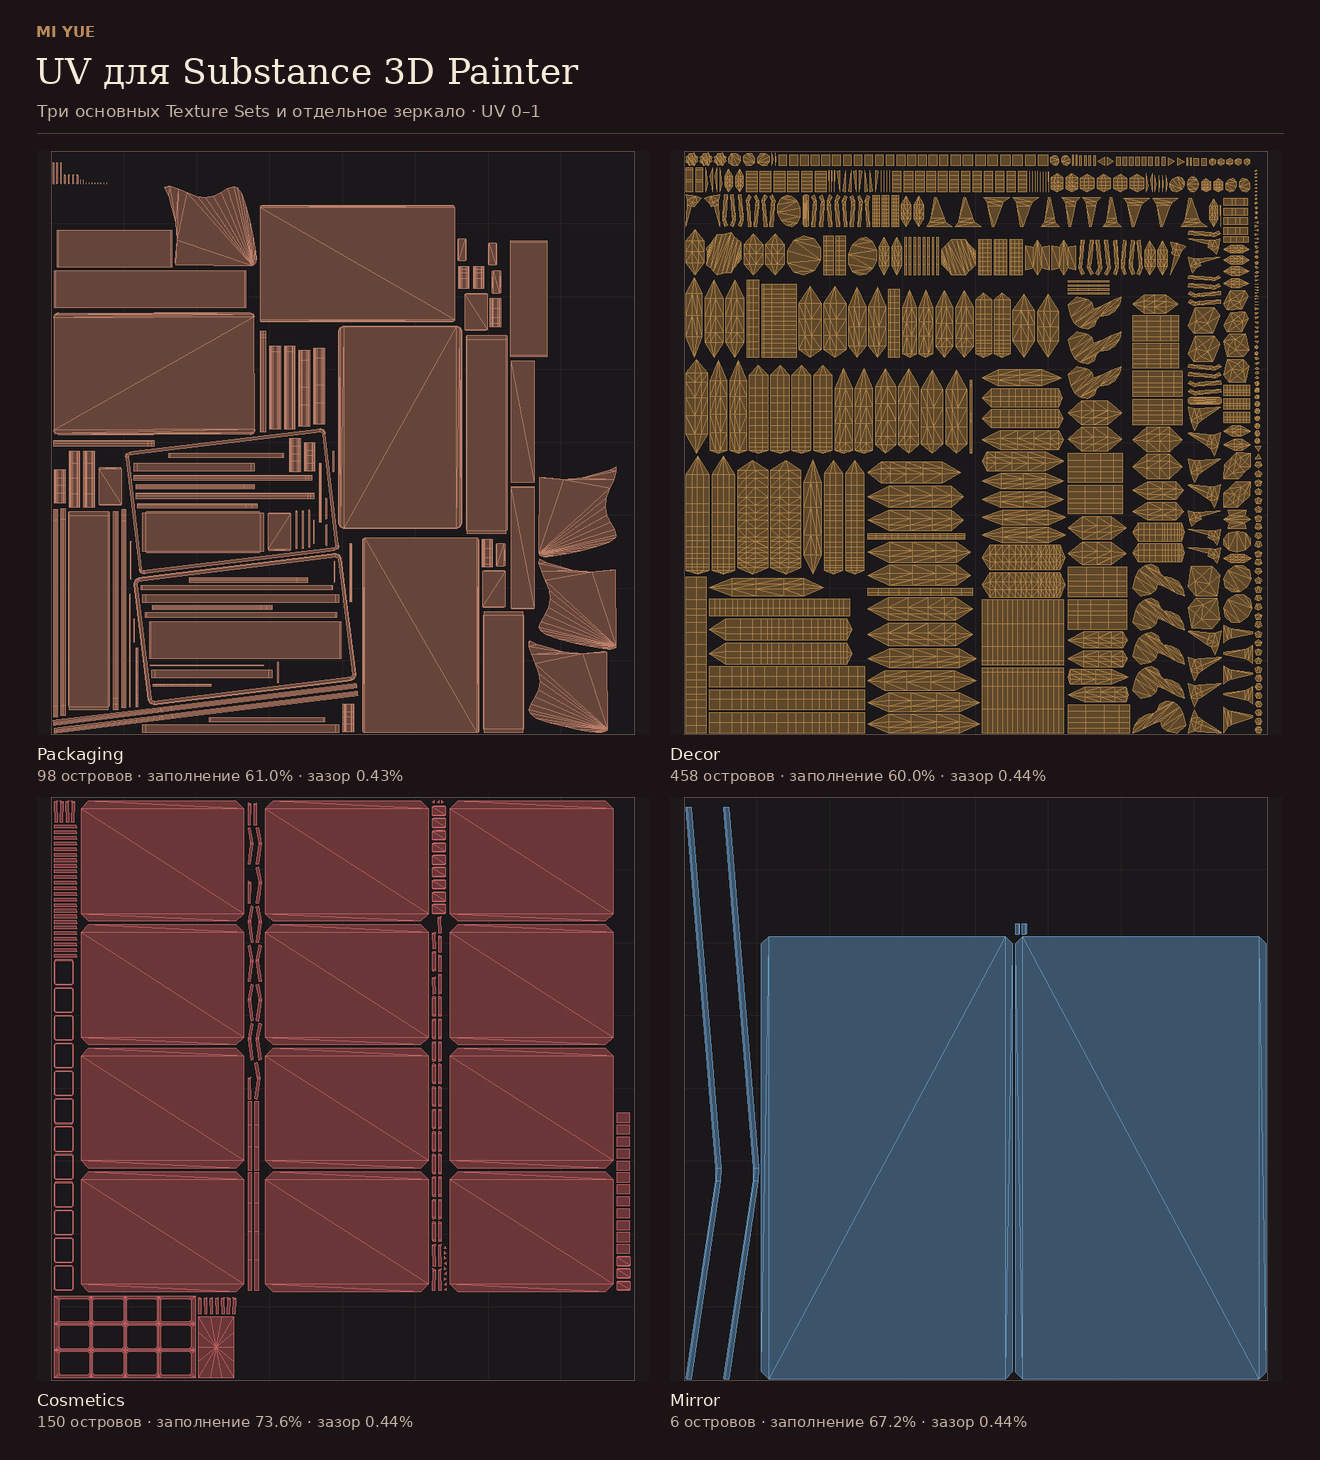 MI YUE
UV для Substance 3D Painter
Три основных Texture Sets и отдельное зеркало · UV 0–1
Packaging
98 островов · заполнение 61.0% · зазор 0.43%
Decor
458 островов · заполнение 60.0% · зазор 0.44%
Cosmetics
150 островов · заполнение 73.6% · зазор 0.44%
Mirror
6 островов · заполнение 67.2% · зазор 0.44%